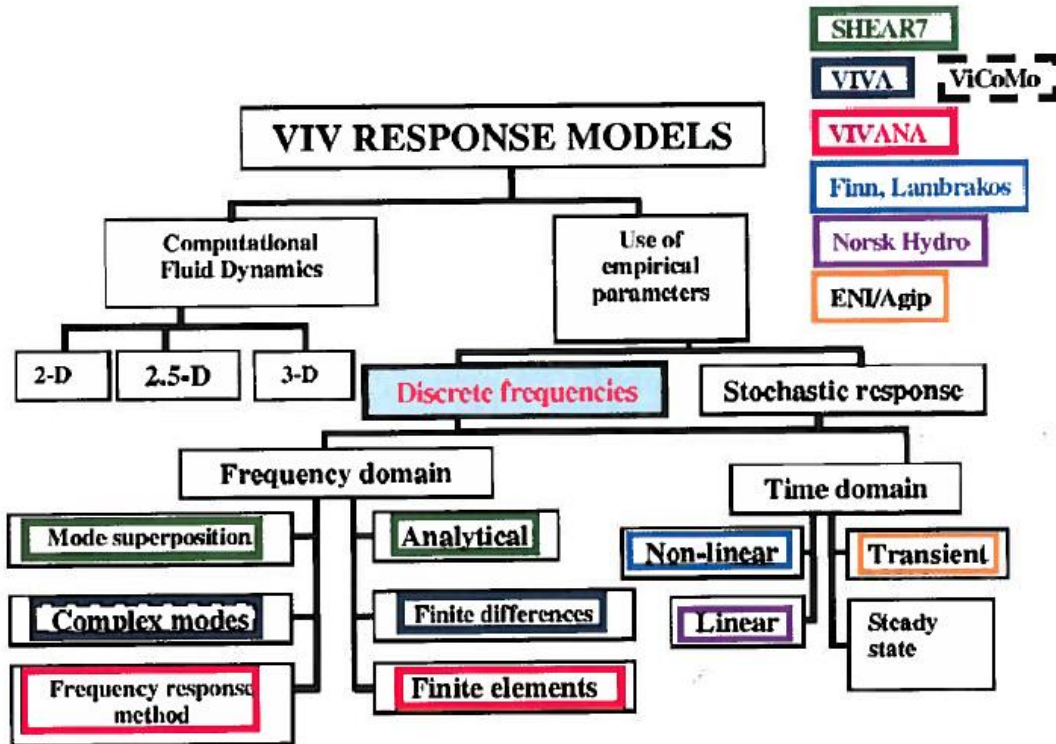 SHEAR7
VIVA
ViCoMo
VIVANA
Finn, Lambrakos
Norsk Hydro
ENI/Agip
VIV RESPONSE MODELS
Computational
Fluid Dynamics
Use of
empirical
parameters
2-D
2.5-D
3-D
Discrete frequencies
Stochastic response
Frequency domain
Time domain
Mode superposition
Analytical
Non-linear
Transient
Complex modes
Finite differences
Linear
Steady
state
Frequency response
method
Finite elements